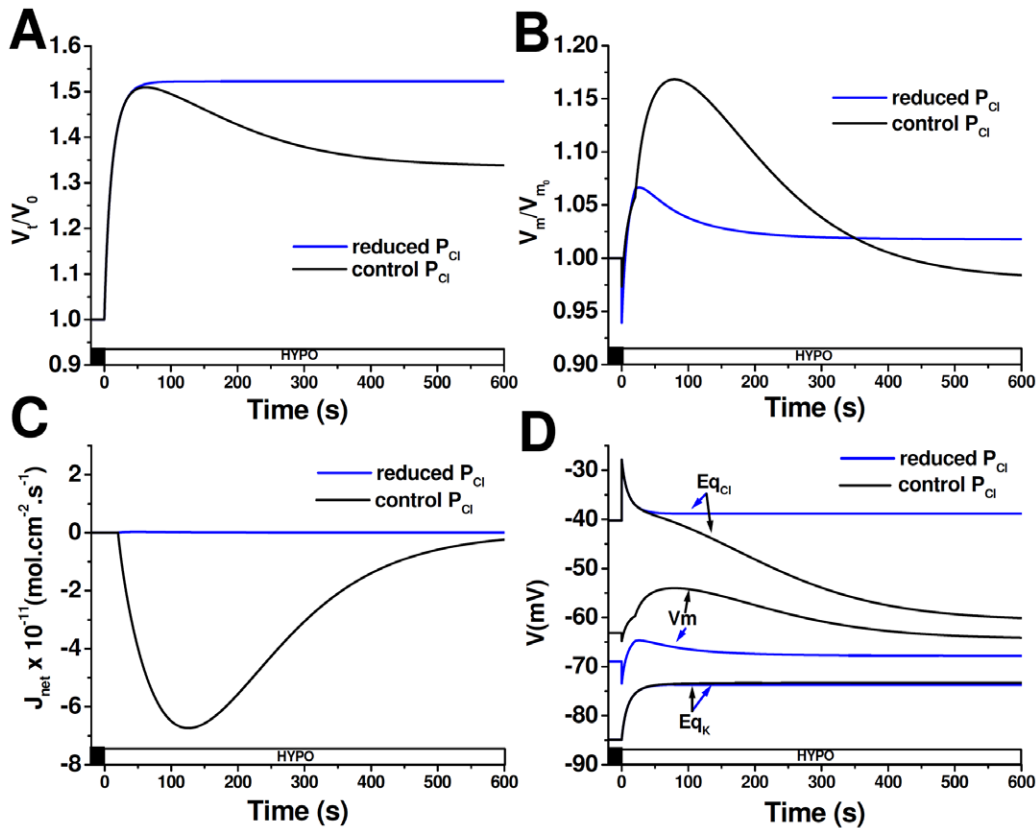 A
1.6
1.5
1.4
1.3
1.2
1.1
1.0
0.9
Vt/V0
reduced PCl
control PCl
HYPO
0 100 200 300 400 500 600
Time (s)
B
1.20
1.15
1.10
1.05
1.00
0.95
0.90
Vm/Vm0
reduced PCl
control PCl
HYPO
0 100 200 300 400 500 600
Time (s)
C
2
0
-2
-4
-6
-8
Jnet x 10-11(mol.cm-2.s-1)
reduced PCl
control PCl
HYPO
0 100 200 300 400 500 600
Time (s)
D
-30
-40
-50
-60
-70
-80
-90
V(mV)
reduced PCl
control PCl
EqCl
Vm
EqK
HYPO
0 100 200 300 400 500 600
Time (s)